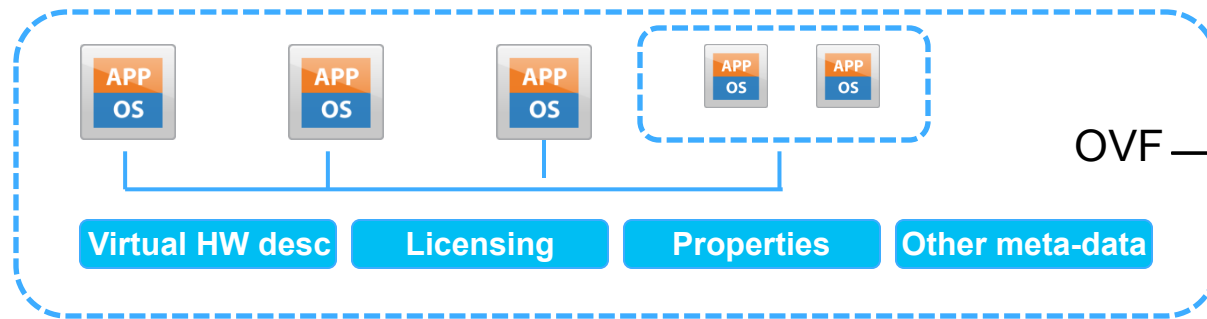 APP
OS
APP
OS
APP
OS
APP
OS
APP
OS
OVF
Virtual HW desc
Licensing
Properties
Other meta-data